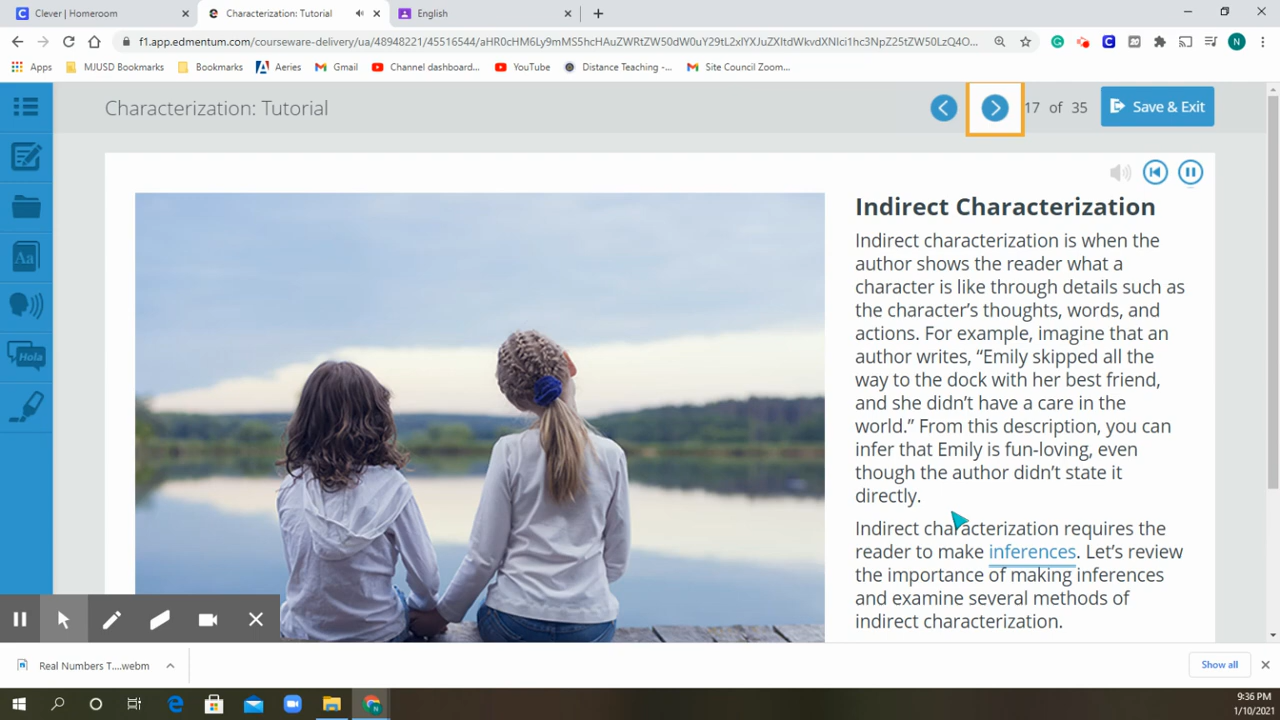 Clever | Homeroom
Characterization: Tutorial
English
f1.app.edmentum.com/courseware-delivery/ua/48948221/45516544/aHR0cHM6Ly9mMS5hcHAuZWRtZW50dW0uY29tL2xlYXJuZXItdWkvdXNlci1hc3NpZ25tZW50LzQ4O...
Apps
MJUSD Bookmarks
Bookmarks
Aeries
Gmail
Channel dashboard...
YouTube
Distance Teaching -...
Site Council Zoom...
Characterization: Tutorial
17 of 35
Save & Exit
Aa
Hola
Indirect Characterization
Indirect characterization is when the
author shows the reader what a
character is like through details such as
the character’s thoughts, words, and
actions. For example, imagine that an
author writes, “Emily skipped all the
way to the dock with her best friend,
and she didn’t have a care in the
world.” From this description, you can
infer that Emily is fun-loving, even
though the author didn’t state it
directly.
Indirect characterization requires the
reader to make inferences. Let’s review
the importance of making inferences
and examine several methods of
indirect characterization.
Real Numbers T....webm
Show all
9:36 PM
1/10/2021